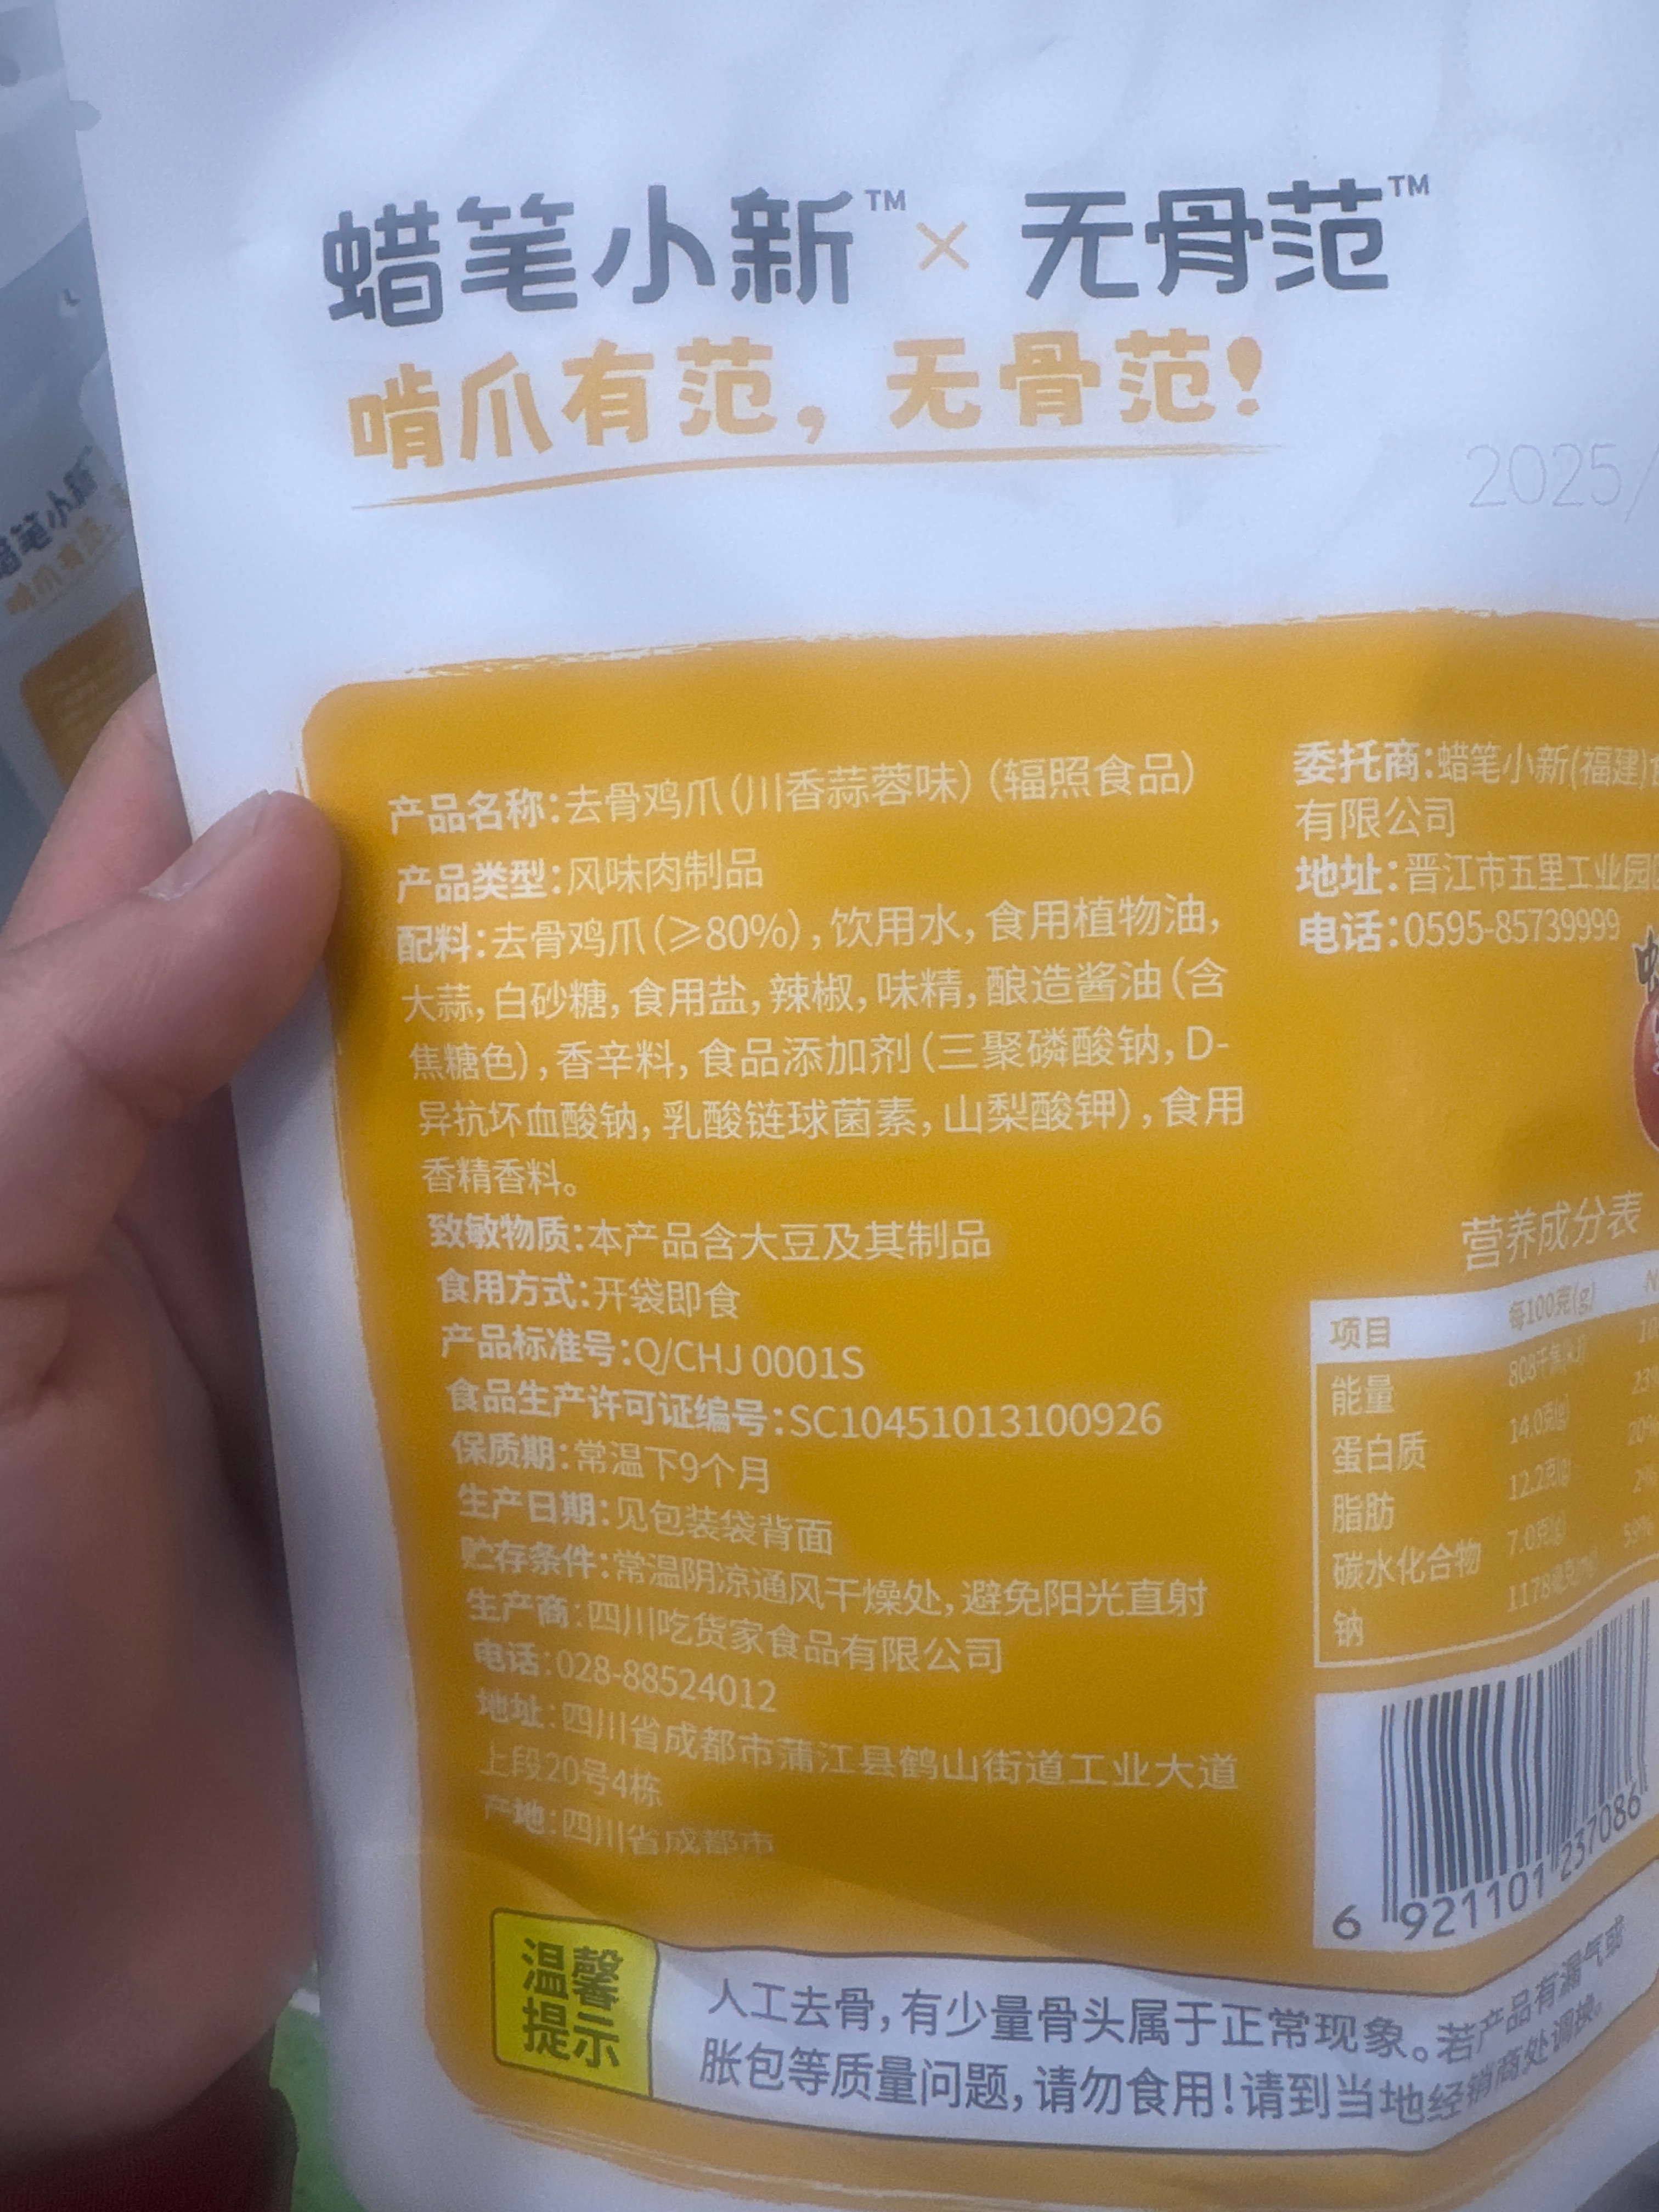 蜡笔小新™ × 无骨范™
啃爪有范，无骨范！
2025/
产品名称：去骨鸡爪（川香蒜蓉味）（辐照食品）
产品类型：风味肉制品
配料：去骨鸡爪（≥80%），饮用水，食用植物油，
大蒜，白砂糖，食用盐，辣椒，味精，酿造酱油（含
焦糖色），香辛料，食品添加剂（三聚磷酸钠，D-
异抗坏血酸钠，乳酸链球菌素，山梨酸钾），食用
香精香料。
致敏物质：本产品含大豆及其制品
食用方式：开袋即食
产品标准号：Q/CHJ 0001S
食品生产许可证编号：SC10451013100926
保质期：常温下9个月
生产日期：见包装袋背面
贮存条件：常温阴凉通风干燥处，避免阳光直射
生产商：四川吃货家食品有限公司
电话：028-88524012
地址：四川省成都市蒲江县鹤山街道工业大道
上段20号4栋
产地：四川省成都市
委托商：蜡笔小新(福建)
有限公司
地址：晋江市五里工业园
电话：0595-85739999
营养成分表
项目 每100克(g)
能量 808千焦(kJ)
蛋白质 14.0克(g) 23%
脂肪 12.2克(g) 20%
碳水化合物 7.0克(g) 2%
钠 1178毫克(mg) 59%
6 921101 237086
温馨
提示
人工去骨，有少量骨头属于正常现象。若产品有漏气或
胀包等质量问题，请勿食用！请到当地经销商处调换。
蜡笔小新
啃爪有范